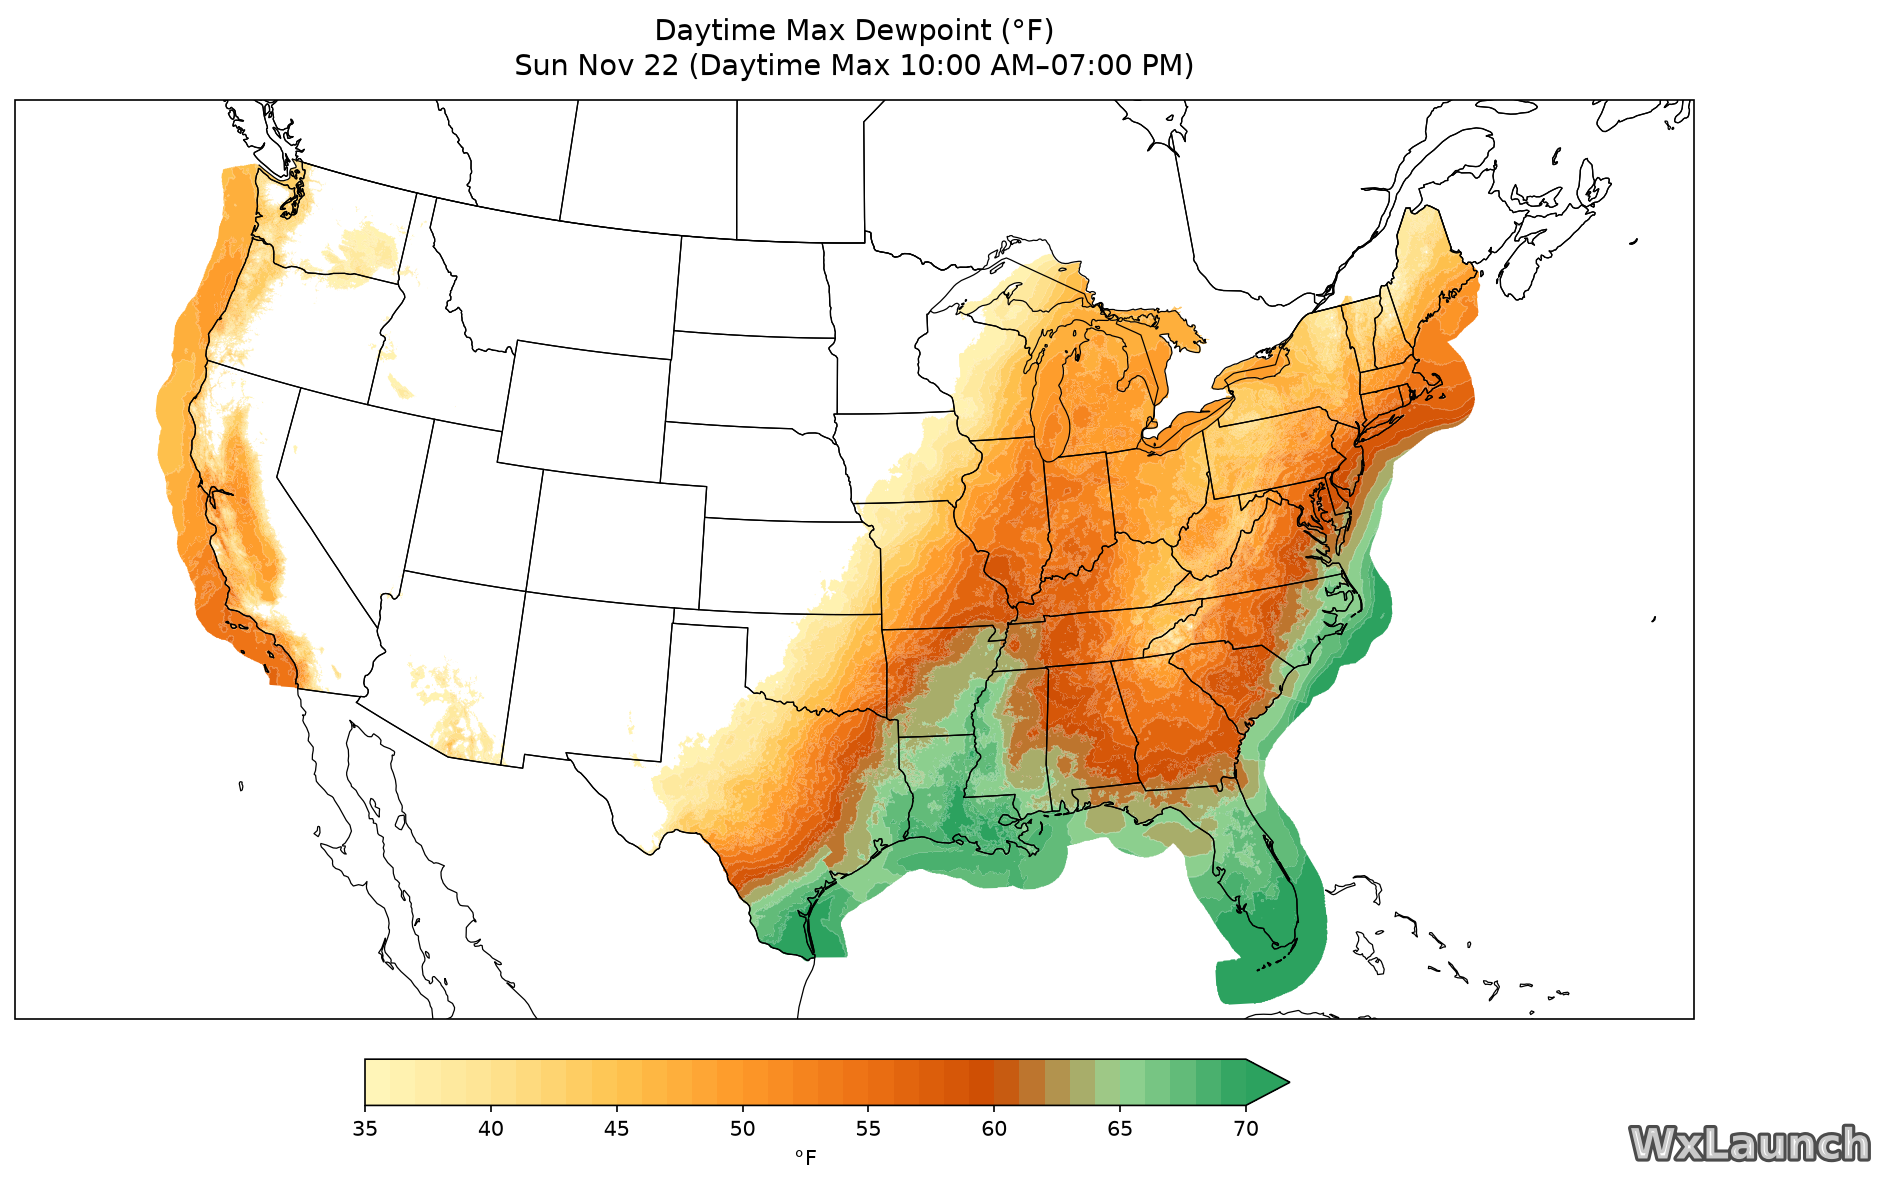 Daytime Max Dewpoint (°F)
Sun Nov 22 (Daytime Max 10:00 AM–07:00 PM)
35 40 45 50 55 60 65 70
°F
WxLaunch